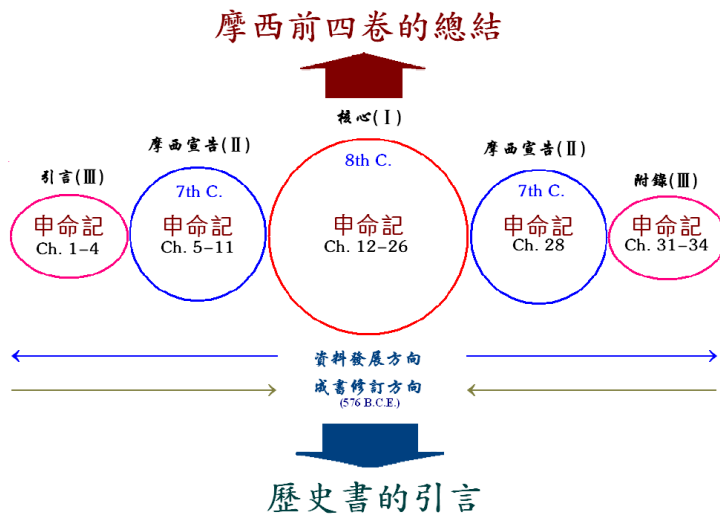 摩西前四卷的總結
核心(Ⅰ)
摩西宣告(Ⅱ)
摩西宣告(Ⅱ)
引言(Ⅲ)
附錄(Ⅲ)
8th C.
7th C.
7th C.
申命記
Ch. 1-4
申命記
Ch. 5-11
申命記
Ch. 12-26
申命記
Ch. 28
申命記
Ch. 31-34
資料發展方向
成書修訂方向
(576 B.C.E.)
歷史書的引言